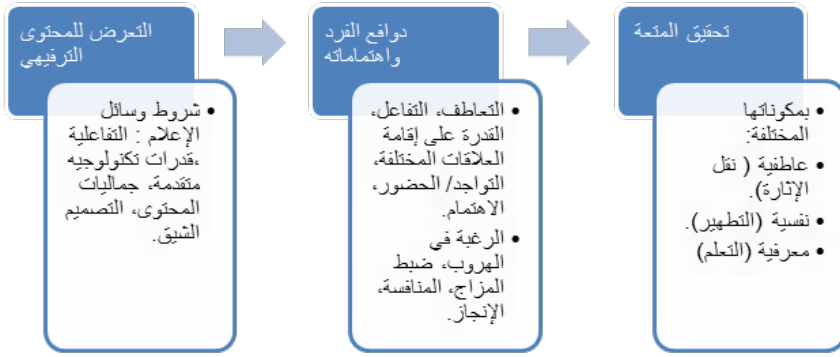 التعرض للمحتوى
الترفيهي
شروط وسائل
الإعلام : التفاعلية
،قدرات تكنولوجيه
متقدمة، جماليات
المحتوى، التصميم
الشيق.
دوافع الفرد
واهتماماته
التعاطف، التفاعل،
القدرة على إقامة
العلاقات المختلفة،
التواجد/ الحضور،
الاهتمام.
الرغبة في
الهروب، ضبط
المزاج، المنافسة،
الإنجاز.
تحقيق المتعة
بمكوناتها
المختلفة:
عاطفية ( نقل
الإثارة).
نفسية (التطهير).
معرفية (التعلم)